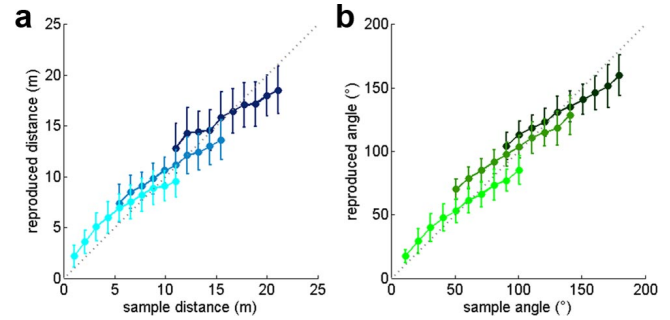 a
25
20
15
10
5
0
reproduced distance (m)
0 5 10 15 20 25
sample distance (m)
b
200
150
100
50
0
reproduced angle (°)
0 50 100 150 200
sample angle (°)